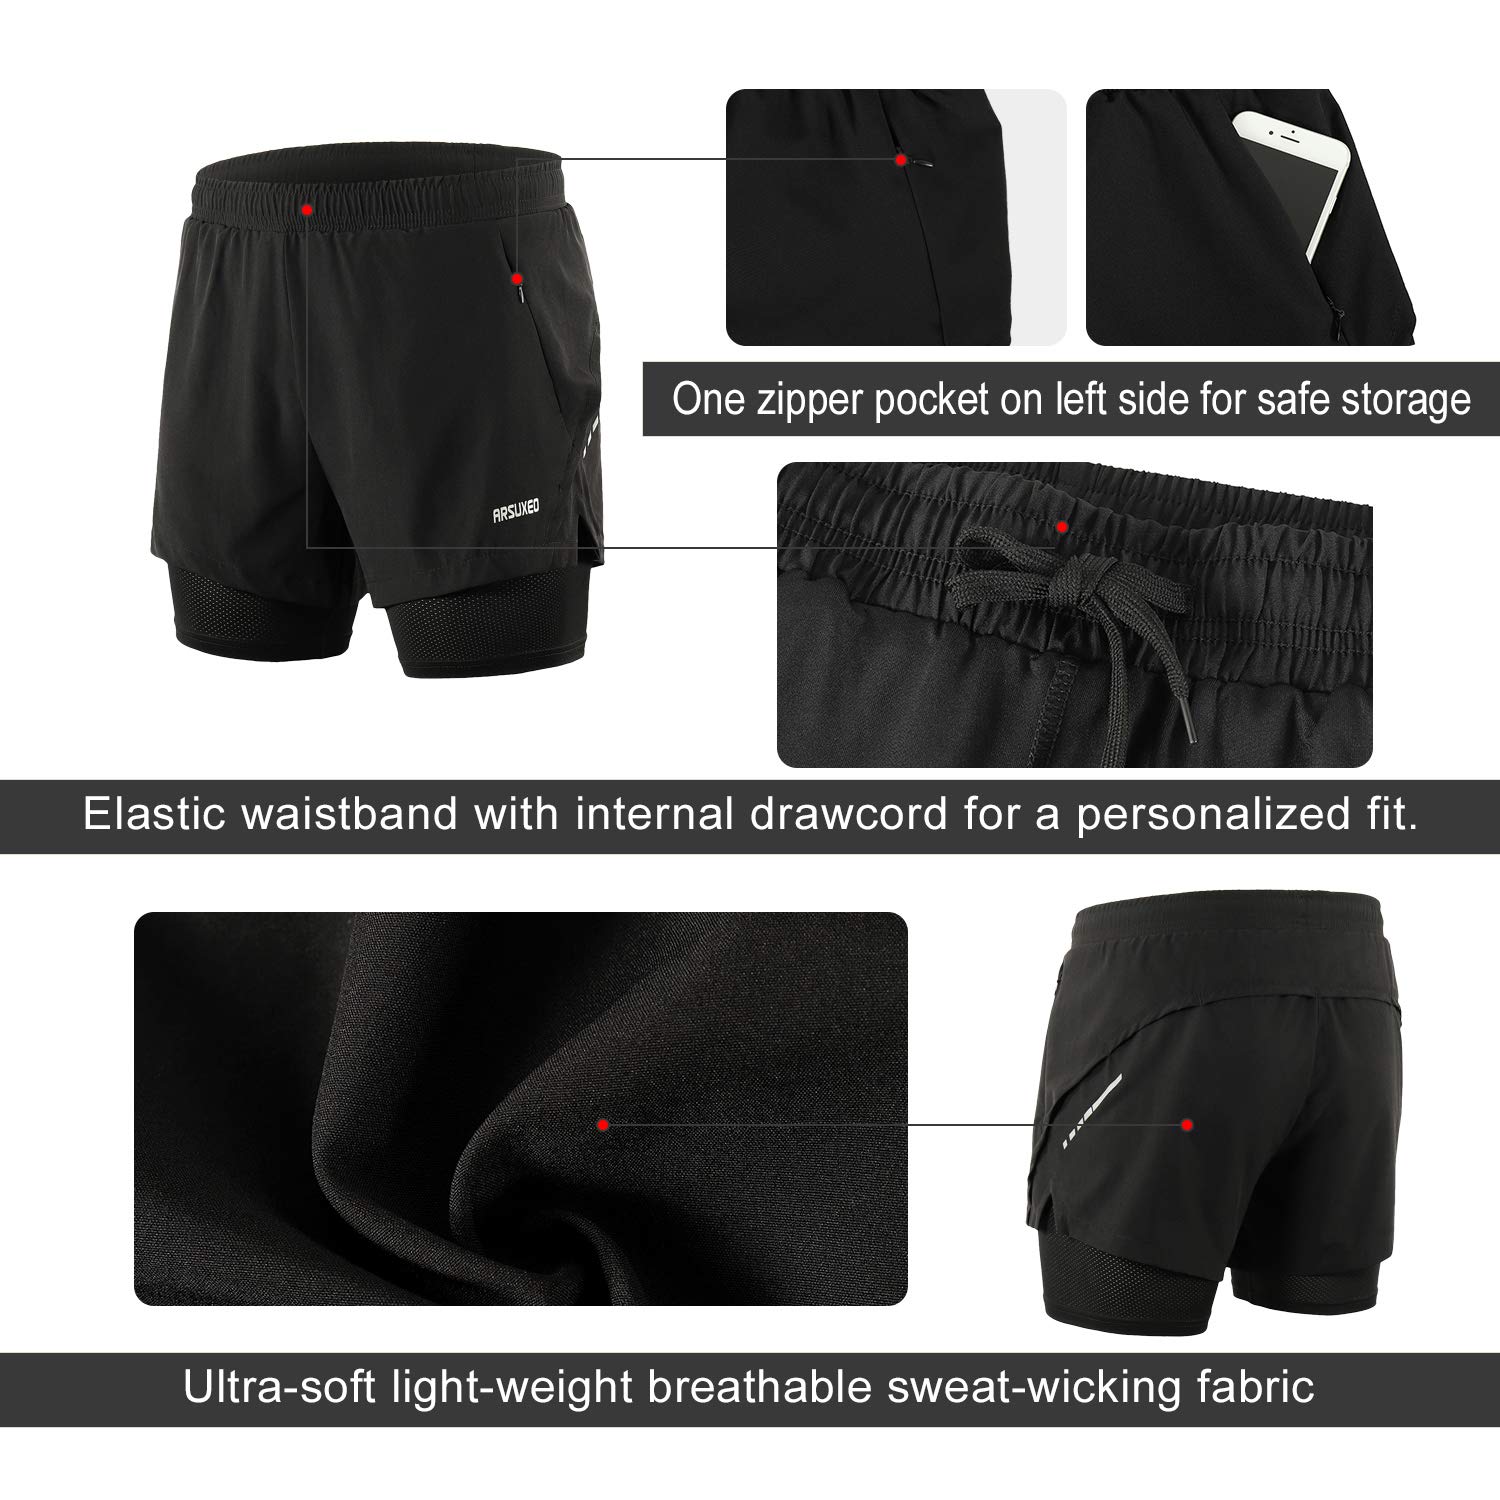 One zipper pocket on left side for safe storage
ARSUXEO
Elastic waistband with internal drawcord for a personalized fit.
Ultra-soft light-weight breathable sweat-wicking fabric